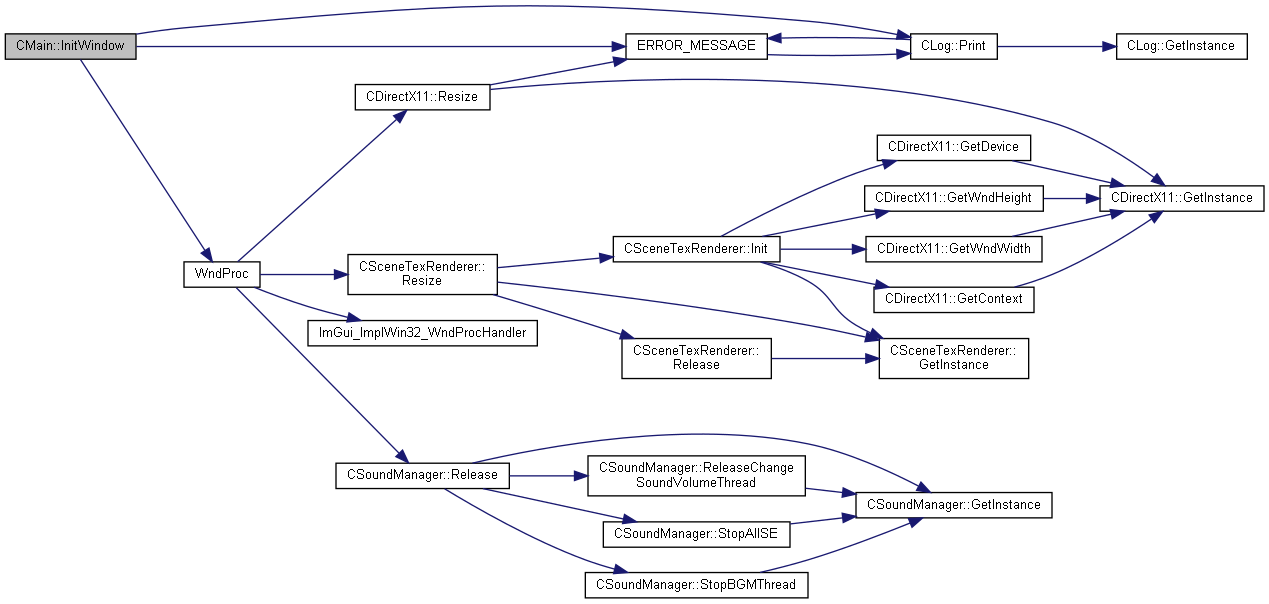 CMain::InitWindow
ERROR_MESSAGE
CLog::Print
CLog::GetInstance
CDirectX11::Resize
CDirectX11::GetDevice
CDirectX11::GetWndHeight
CDirectX11::GetInstance
CSceneTexRenderer::Init
CDirectX11::GetWndWidth
WndProc
CSceneTexRenderer::
Resize
CDirectX11::GetContext
ImGui_ImplWin32_WndProcHandler
CSceneTexRenderer::
Release
CSceneTexRenderer::
GetInstance
CSoundManager::Release
CSoundManager::ReleaseChange
SoundVolumeThread
CSoundManager::GetInstance
CSoundManager::StopAllSE
CSoundManager::StopBGMThread